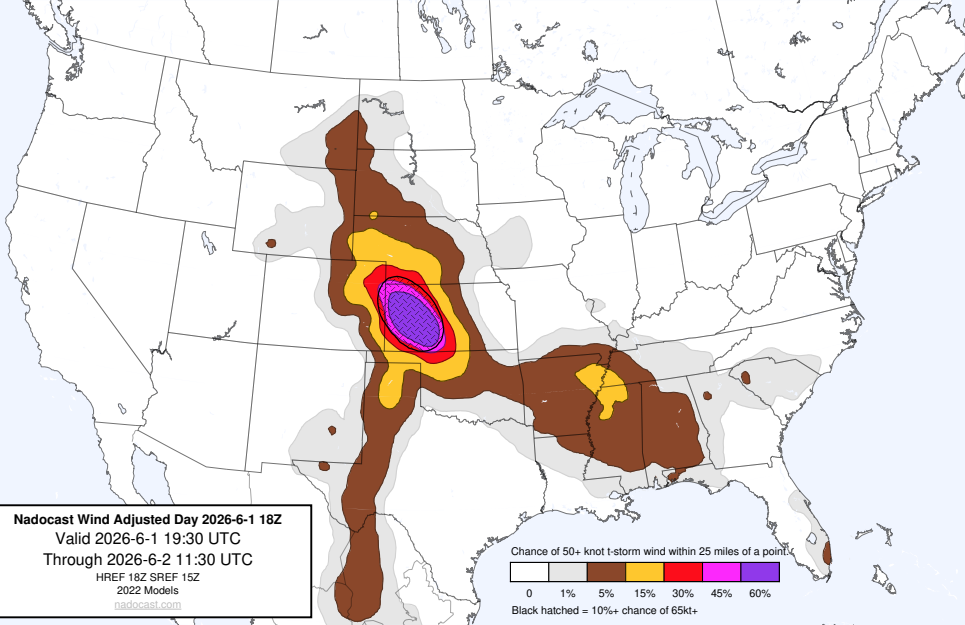 Nadocast Wind Adjusted Day 2026-6-1 18Z
Valid 2026-6-1 19:30 UTC
Through 2026-6-2 11:30 UTC
HREF 18Z SREF 15Z
2022 Models
nadocast.com
Chance of 50+ knot t-storm wind within 25 miles of a point.
0 1% 5% 15% 30% 45% 60%
Black hatched = 10%+ chance of 65kt+